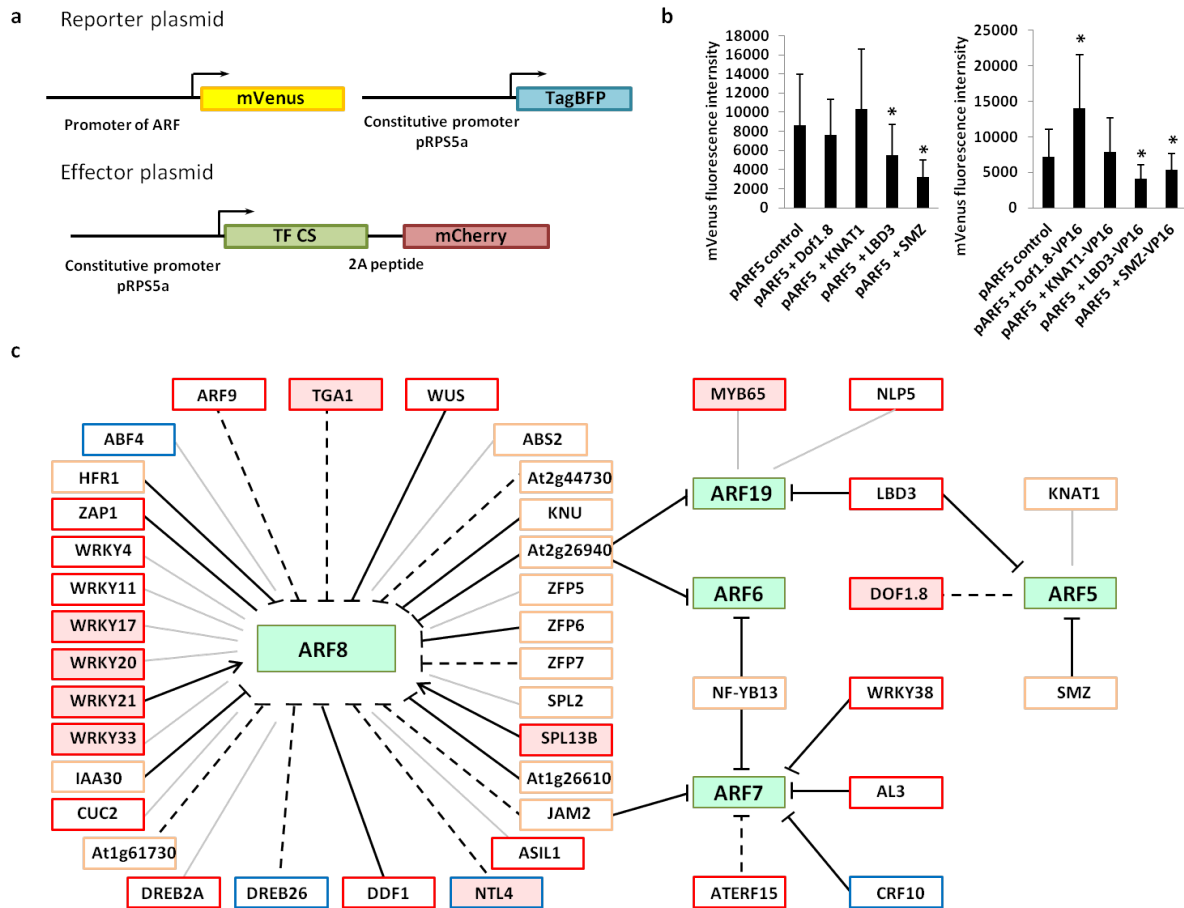 a
Reporter plasmid
mVenus
TagBFP
Promoter of ARF
Constitutive promoter
pRPS5a
Effector plasmid
TF CS
mCherry
Constitutive promoter
pRPS5a
2A peptide
b
mVenus fluorescence internsity
18000
16000
14000
12000
10000
8000
6000
4000
2000
0
* *
pARF5 control
pARF5 + Dof1.8
pARF5 + KNAT1
pARF5 + LBD3
pARF5 + SMZ
mVenus fluorescence intensity
25000
20000
15000
10000
5000
0
* * *
pARF5 control
pARF5 + Dof1.8-VP16
pARF5 + KNAT1-VP16
pARF5 + LBD3-VP16
pARF5 + SMZ-VP16
c
ARF9
TGA1
WUS
ABF4
HFR1
ZAP1
WRKY4
WRKY11
WRKY17
WRKY20
WRKY21
WRKY33
IAA30
CUC2
At1g61730
DREB2A
DREB26
DDF1
NTL4
ASIL1
ARF8
ABS2
At2g44730
KNU
At2g26940
ZFP5
ZFP6
ZFP7
SPL2
SPL13B
At1g26610
JAM2
MYB65
NLP5
ARF19
LBD3
KNAT1
ARF6
DOF1.8
ARF5
NF-YB13
WRKY38
SMZ
ARF7
AL3
ATERF15
CRF10